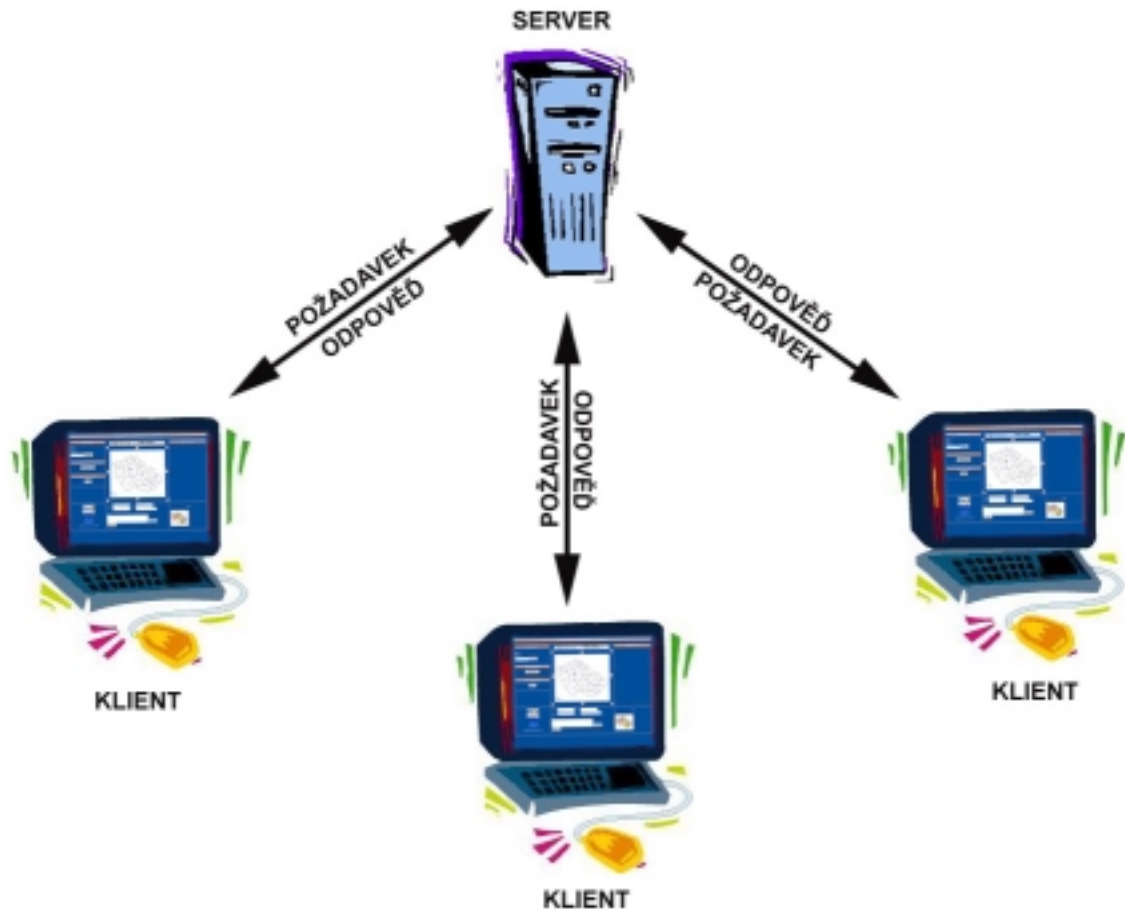 SERVER
POŽADAVEK
ODPOVĚĎ
ODPOVĚĎ
POŽADAVEK
POŽADAVEK
ODPOVĚĎ
KLIENT
KLIENT
KLIENT